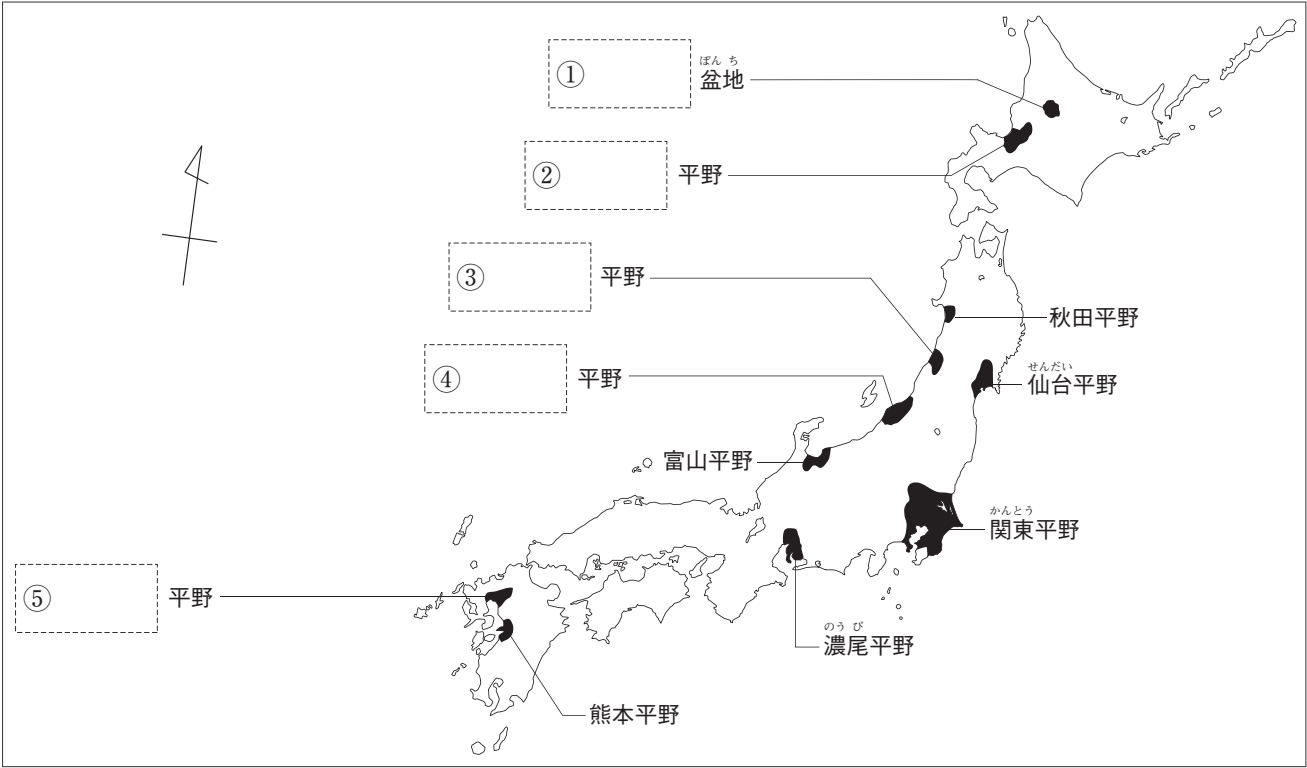 ① 
ぼんち
盆地
② 平野
③ 平野
秋田平野
④ 平野
せんだい
仙台平野
富山平野
かんとう
関東平野
⑤ 平野
のうび
濃尾平野
熊本平野